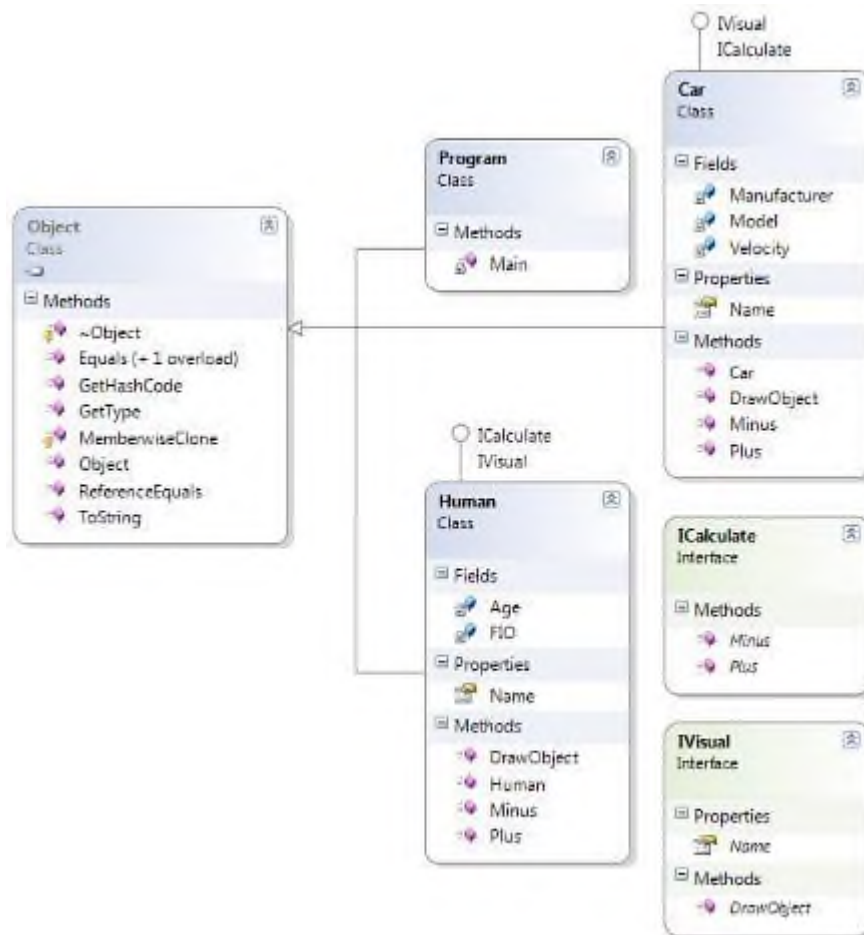 Object
Class
Methods
~Object
Equals (+ 1 overload)
GetHashCode
GetType
MemberwiseClone
Object
ReferenceEquals
ToString
Program
Class
Methods
Main
ICalculate
IVisual
Human
Class
Fields
Age
FIO
Properties
Name
Methods
DrawObject
Human
Minus
Plus
IVisual
ICalculate
Car
Class
Fields
Manufacturer
Model
Velocity
Properties
Name
Methods
Car
DrawObject
Minus
Plus
ICalculate
Interface
Methods
Minus
Plus
IVisual
Interface
Properties
Name
Methods
DrawObject